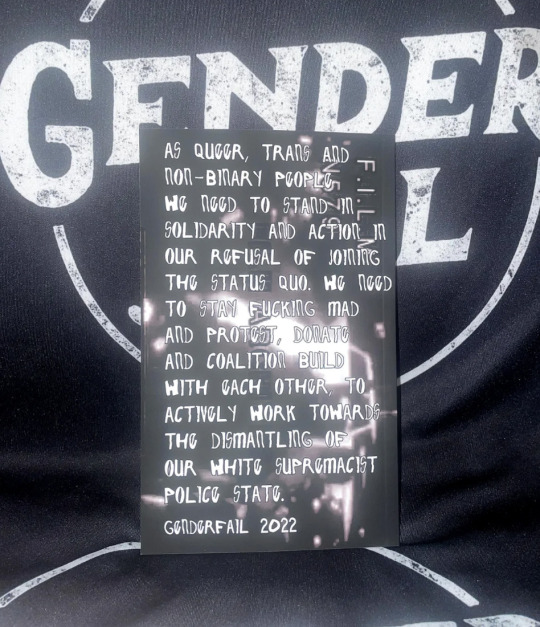 GENDER
AS QUEER, TRANS AND
NON-BINARY PEOPLE
WE NEED TO STAND IN
SOLIDARITY AND ACTION IN
OUR REFUSAL OF JOINING
THE STATUS QUO. WE NEED
TO STAY FUCKING MAD
AND PROTEST, DONATE
AND COALITION BUILD
WITH EACH OTHER, TO
ACTIVELY WORK TOWARDS
THE DISMANTLING OF
OUR WHITE SUPREMACIST
POLICE STATE.
GENDERFAIL 2022